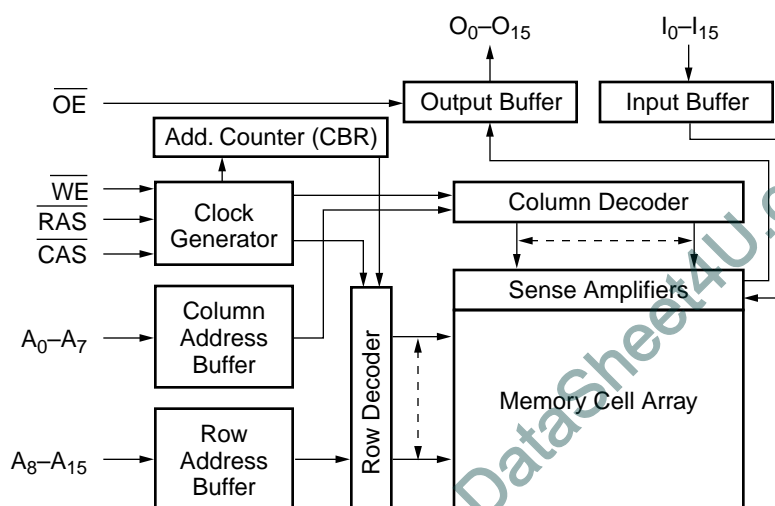 O0–O15
I0–I15
OE
Output Buffer
Input Buffer
Add. Counter (CBR)
WE
RAS
CAS
Clock
Generator
Column Decoder
Sense Amplifiers
Column
Address
Buffer
A0–A7
Row Decoder
Memory Cell Array
Row
Address
Buffer
A8–A15
DataSheet4U.c